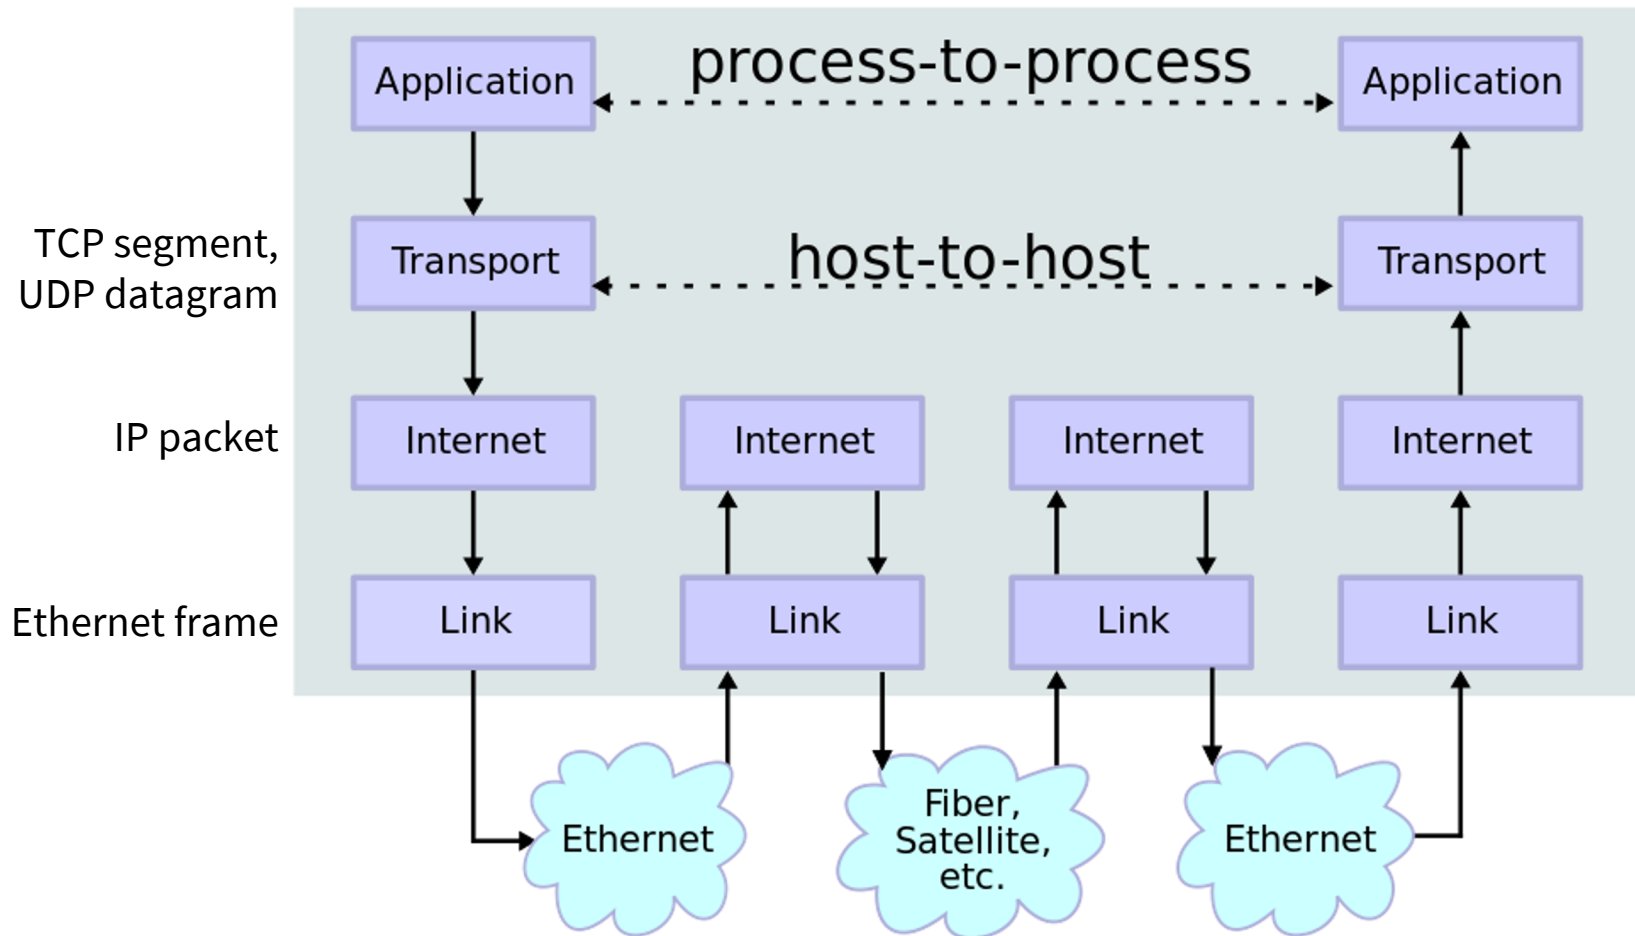 Application
process-to-process
Application
TCP segment,
UDP datagram
Transport
host-to-host
Transport
IP packet
Internet
Internet
Internet
Internet
Ethernet frame
Link
Link
Link
Link
Ethernet
Fiber,
Satellite,
etc.
Ethernet